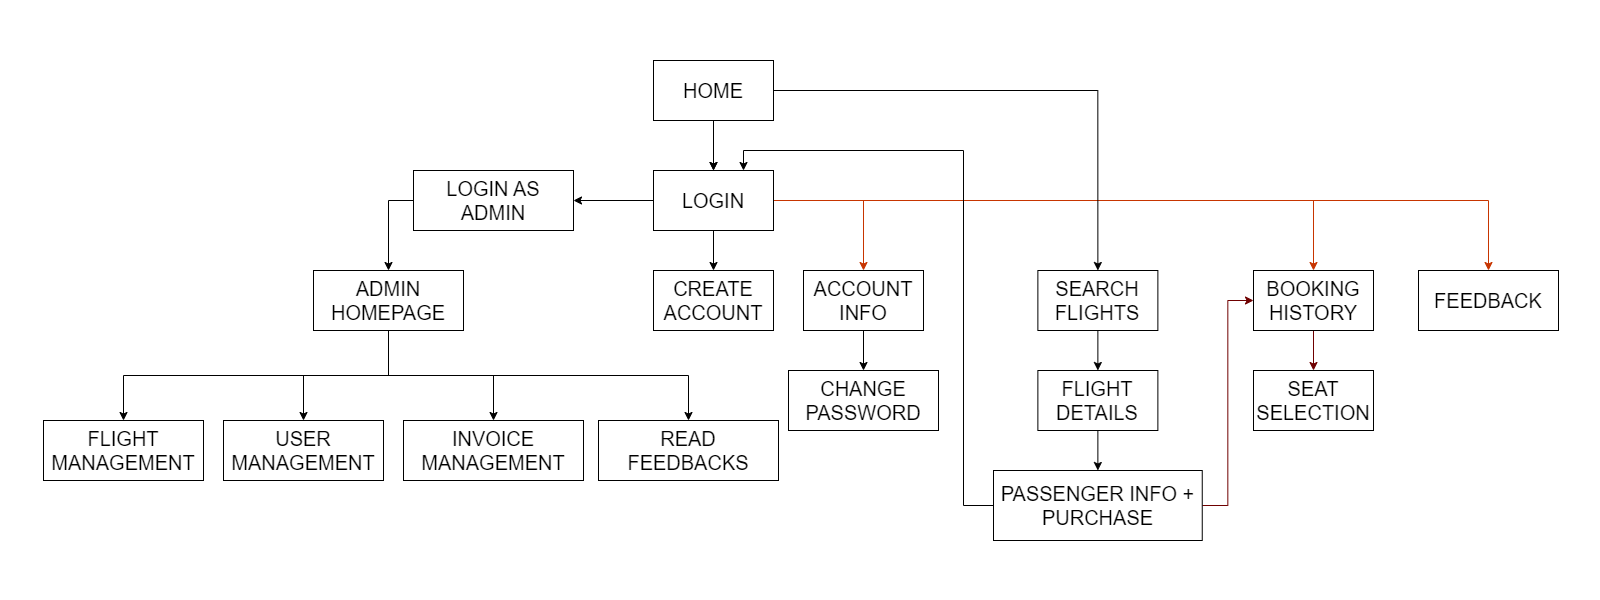 HOME
LOGIN AS
ADMIN
LOGIN
ADMIN
HOMEPAGE
CREATE
ACCOUNT
ACCOUNT
INFO
SEARCH
FLIGHTS
BOOKING
HISTORY
FEEDBACK
CHANGE
PASSWORD
FLIGHT
DETAILS
SEAT
SELECTION
FLIGHT
MANAGEMENT
USER
MANAGEMENT
INVOICE
MANAGEMENT
READ
FEEDBACKS
PASSENGER INFO +
PURCHASE